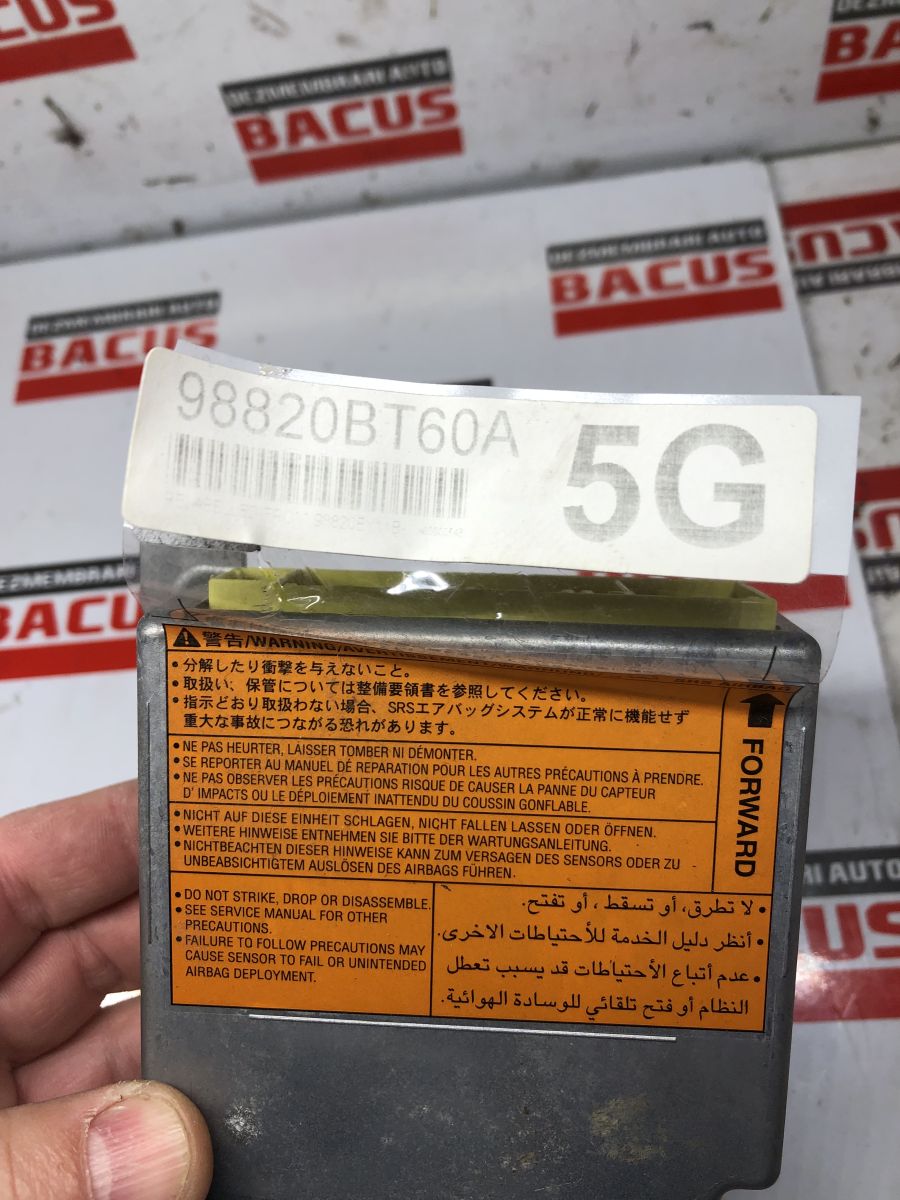 BACUS
DEZMEMBRARI AUTO
BACUS
DEZMEMBRARI AUTO
BACUS
DEZMEMBRARI AUTO
BACUS
98820BT60A
5G
DEZMEMBRARI
BACUS
警告/WARNING/AVERTISSEMENT
• 分解したり衝撃を与えないこと。
• 取扱い、保管については整備要領書を参照してください。
• 指示どおり取扱わない場合、SRSエアバッグシステムが正常に機能せず
重大な事故につながる恐れがあります。
• NE PAS HEURTER, LAISSER TOMBER NI DÉMONTER.
• SE REPORTER AU MANUEL DE RÉPARATION POUR LES AUTRES PRÉCAUTIONS À PRENDRE.
• NE PAS OBSERVER LES PRÉCAUTIONS RISQUE DE CAUSER LA PANNE DU CAPTEUR
D' IMPACTS OU LE DÉPLOIEMENT INATTENDU DU COUSSIN GONFLABLE.
• NICHT AUF DIESE EINHEIT SCHLAGEN, NICHT FALLEN LASSEN ODER ÖFFNEN.
• WEITERE HINWEISE ENTNEHMEN SIE BITTE DER WARTUNGSANLEITUNG.
• NICHTBEACHTEN DIESER HINWEISE KANN ZUM VERSAGEN DES SENSORS ODER ZU
UNBEABSICHTIGTEM AUSLÖSEN DES AIRBAGS FÜHREN.
FORWARD
• DO NOT STRIKE, DROP OR DISASSEMBLE.
• SEE SERVICE MANUAL FOR OTHER
PRECAUTIONS.
• FAILURE TO FOLLOW PRECAUTIONS MAY
CAUSE SENSOR TO FAIL OR UNINTENDED
AIRBAG DEPLOYMENT.
• لا تطرق، أو تسقط ، أو تفتح.
• أنظر دليل الخدمة للأحتياطات الاخرى.
• عدم أتباع الأحتياطات قد يسبب تعطل
النظام أو فتح تلقائي للوسادة الهوائية.